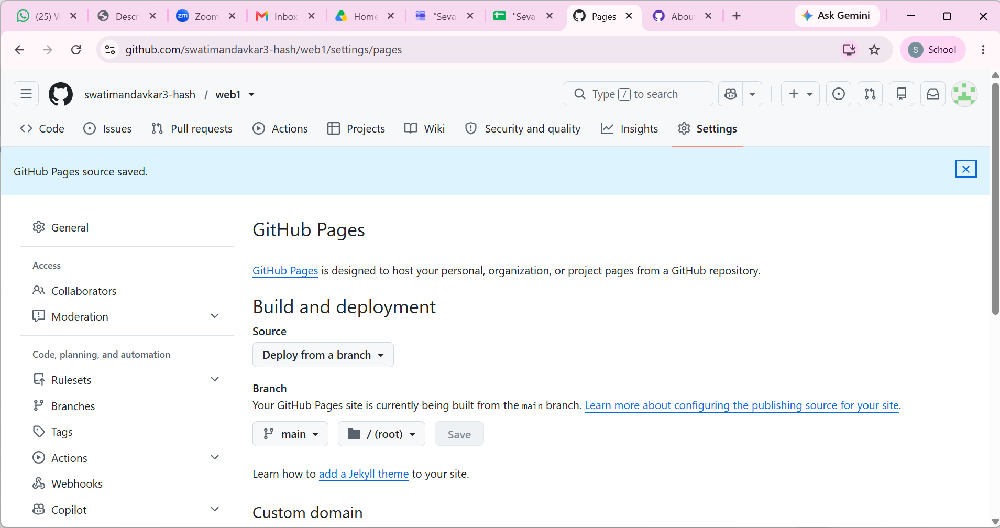 (25) W
Descr
Zoom
Inbox
Home
"Seva
"Seva
Pages
Abou
Ask Gemini
github.com/swatimandavkar3-hash/web1/settings/pages
S School
swatimandavkar3-hash / web1
Type / to search
Code Issues Pull requests Actions Projects Wiki Security and quality Insights Settings
GitHub Pages source saved.
General
Access
Collaborators
Moderation
Code, planning, and automation
Rulesets
Branches
Tags
Actions
Webhooks
Copilot
GitHub Pages
GitHub Pages is designed to host your personal, organization, or project pages from a GitHub repository.
Build and deployment
Source
Deploy from a branch
Branch
Your GitHub Pages site is currently being built from the main branch. Learn more about configuring the publishing source for your site.
main / (root) Save
Learn how to add a Jekyll theme to your site.
Custom domain